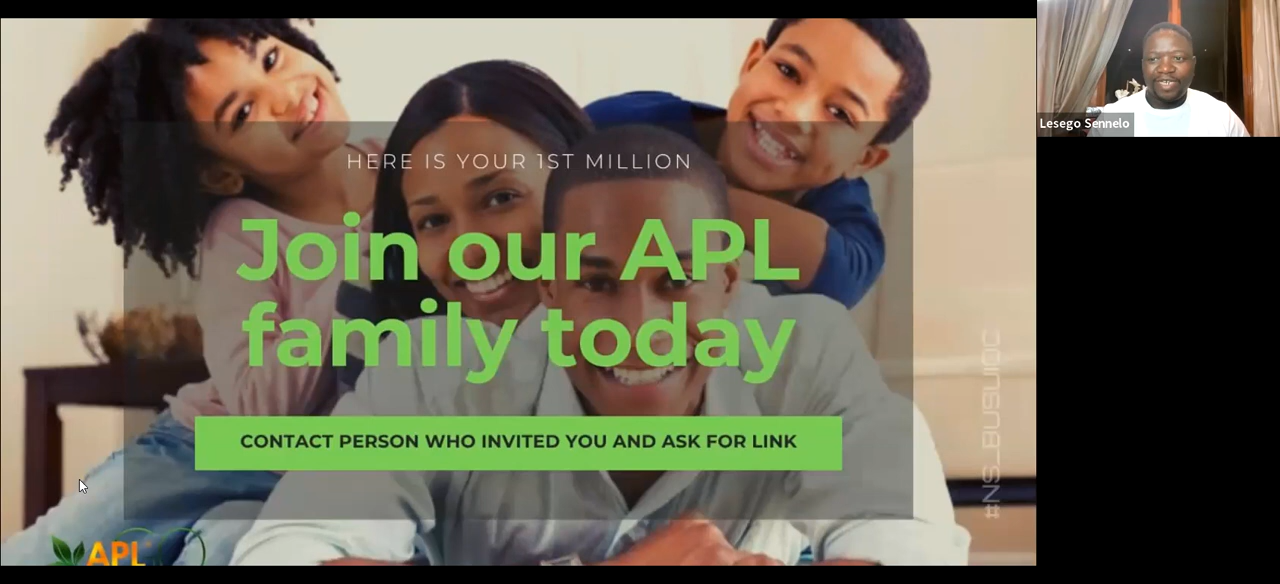 HERE IS YOUR 1ST MILLION
Join our APL
family today
CONTACT PERSON WHO INVITED YOU AND ASK FOR LINK
#NS_BUSUIOC
APL
Lesego Sennelo